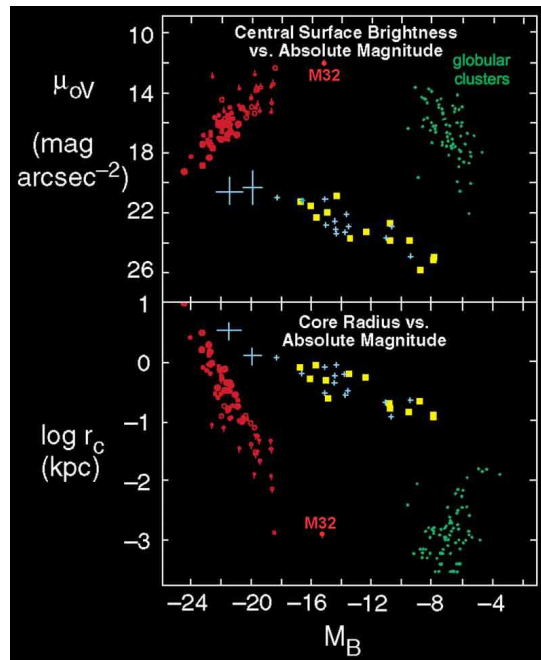 10
Central Surface Brightness
vs. Absolute Magnitude
M32
globular
clusters
μoV
14
(mag
arcsec−2)
18
22
26
1
Core Radius vs.
Absolute Magnitude
0
−1
log rc
(kpc)
−2
M32
−3
−24 −20 −16 −12 −8 −4
MB